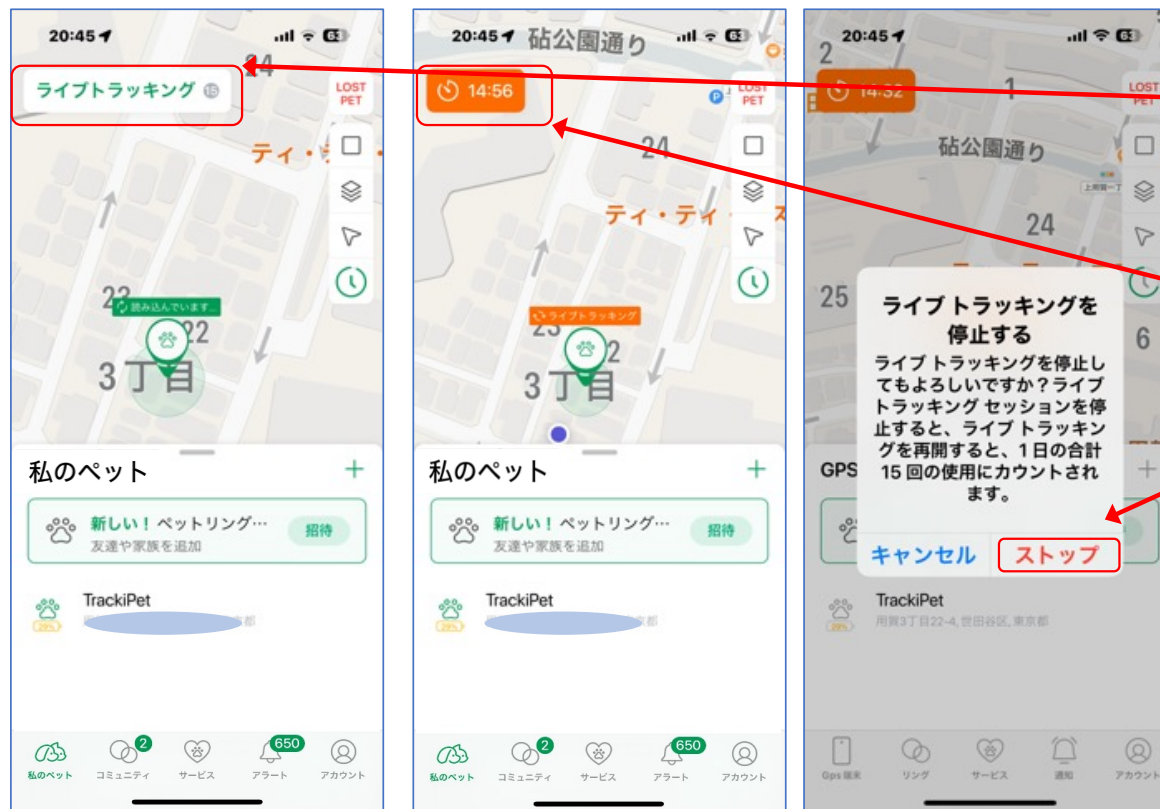 20:45
24
ライブトラッキング 15
LOST
PET
ティ・
23
読み込んでいます...
22
3丁目
私のペット
新しい！ ペットリング…
友達や家族を追加
招待
TrackiPet
29%
京都
2
650
私のペット
コミュニティ
サービス
アラート
アカウント
20:45
砧公園通り
14:56
P
LOST
PET
24
ティ・ティ
ス
ライブトラッキング
23
2
3丁目
私のペット
新しい！ ペットリング…
友達や家族を追加
招待
TrackiPet
29%
京都
2
650
私のペット
コミュニティ
サービス
アラート
アカウント
20:45
2
14:32
1
LOST
PET
砧公園通り
上用賀一丁
24
25
6
ライブ トラッキングを
停止する
ライブ トラッキングを停止し
てもよろしいですか？ライブ
トラッキング セッションを停
止すると、ライブ トラッキン
グを再開すると、1 日の合計
15 回の使用にカウントされ
ます。
キャンセル
ストップ
GPS
TrackiPet
29%
用賀3丁目22-4, 世田谷区, 東京都
Gps 端末
リング
サービス
通知
アカウント